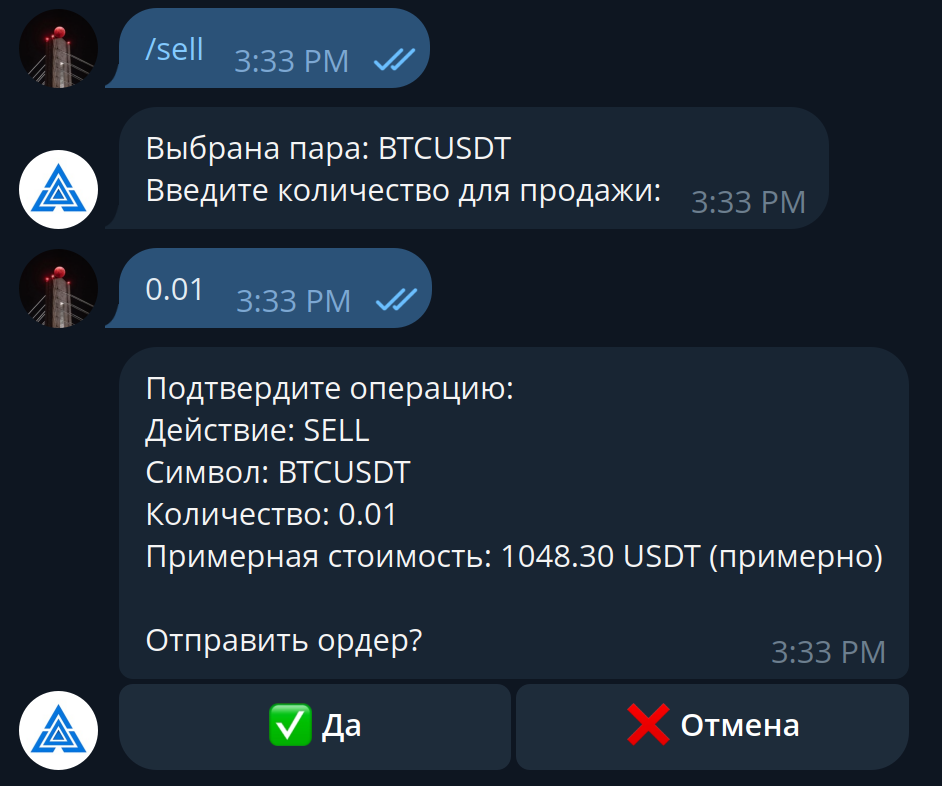 /sell 3:33 PM
Выбрана пара: BTCUSDT
Введите количество для продажи: 3:33 PM
0.01 3:33 PM
Подтвердите операцию:
Действие: SELL
Символ: BTCUSDT
Количество: 0.01
Примерная стоимость: 1048.30 USDT (примерно)
Отправить ордер? 3:33 PM
Да Отмена